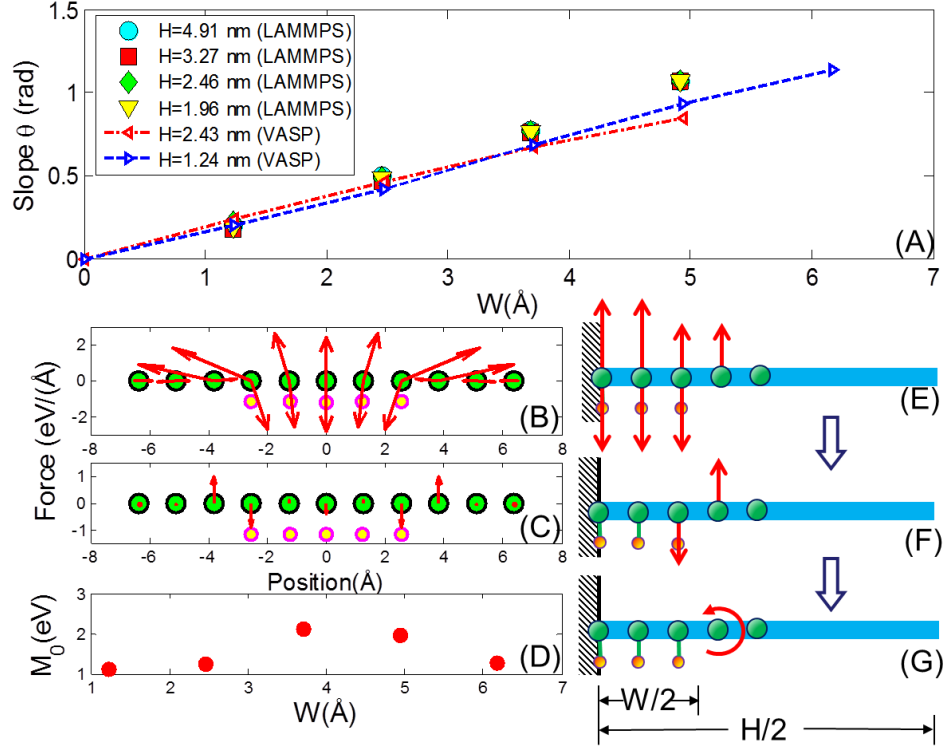 1.5
1
0.5
0
Slope θ (rad)
H=4.91 nm (LAMMPS)
H=3.27 nm (LAMMPS)
H=2.46 nm (LAMMPS)
H=1.96 nm (LAMMPS)
H=2.43 nm (VASP)
H=1.24 nm (VASP)
(A)
0 1 2 3 4 5 6 7
W(Å)
Force (eV/(Å)
2
0
-2
(B)
-8 -6 -4 -2 0 2 4 6 8
1
0
-1
(C)
-8 -6 -4 -2 0 2 4 6 8
Position(Å)
M0(eV)
3
2
1
(D)
1 2 3 4 5 6 7
W(Å)
(E)
(F)
(G)
W/2
H/2